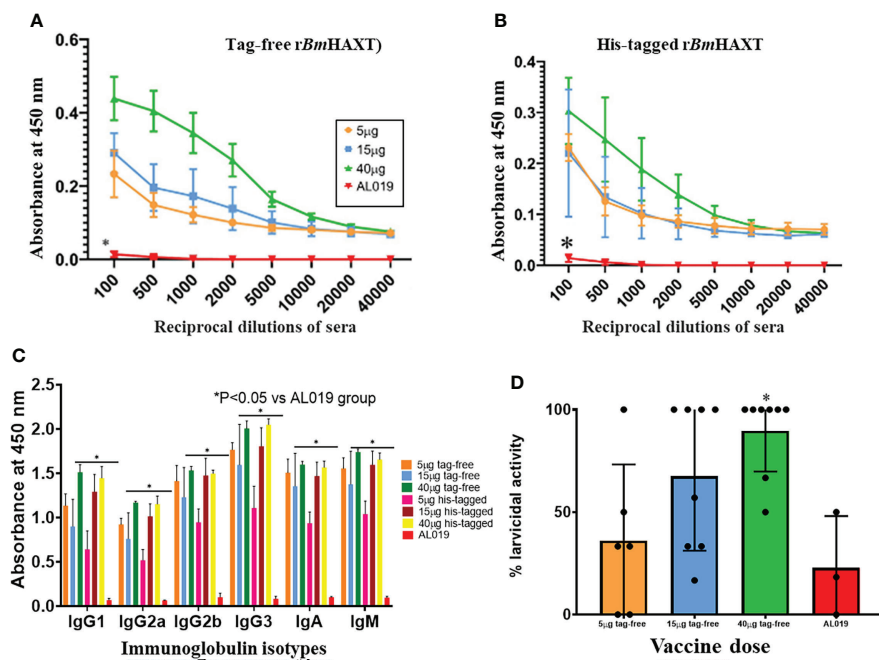 A
Tag-free rBmHAXT)
Absorbance at 450 nm
0.6
0.4
0.2
0.0
5μg
15μg
40μg
AL019
*
100
500
1000
2000
5000
10000
20000
40000
Reciprocal dilutions of sera
B
His-tagged rBmHAXT
Absorbance at 450 nm
0.4
0.3
0.2
0.1
0.0
*
100
500
1000
2000
5000
10000
20000
40000
Reciprocal dilutions of sera
C
*P<0.05 vs AL019 group
Absorbance at 450 nm
2.5
2.0
1.5
1.0
0.5
0.0
* * * * * *
5μg tag-free
15μg tag-free
40μg tag-free
5μg his-tagged
15μg his-tagged
40μg his-tagged
AL019
IgG1 IgG2a IgG2b IgG3 IgA IgM
Immunoglobulin isotypes
D
% larvicidal activity
100
50
0
*
5μg tag-free 15μg tag-free 40μg tag-free AL019
Vaccine dose